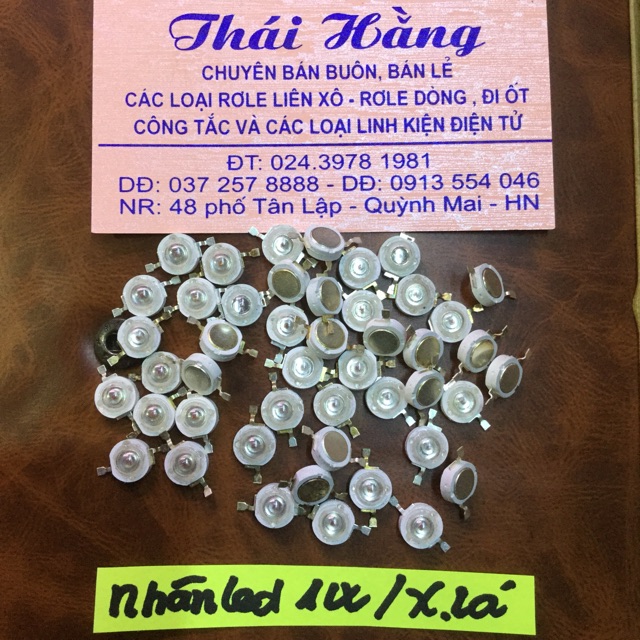 Thái Hằng
CHUYÊN BÁN BUÔN, BÁN LẺ
CÁC LOẠI RƠLE LIÊN XÔ - RƠLE DÒNG , ĐI ỐT
CÔNG TẮC VÀ CÁC LOẠI LINH KIỆN ĐIỆN TỬ
ĐT: 024.3978 1981
DĐ: 037 257 8888 - DĐ: 0913 554 046
NR: 48 phố Tân Lập - Quỳnh Mai - HN
nhân led 1w / X.lá